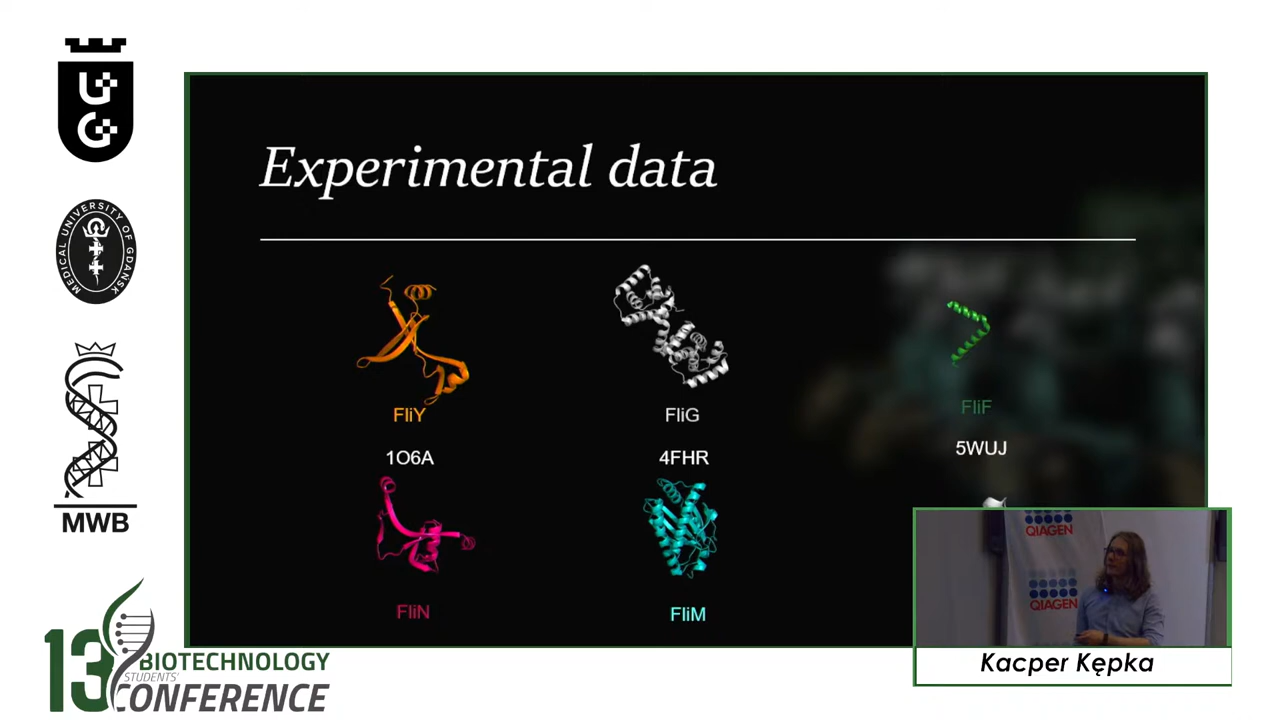 UG
MEDICAL UNIVERSITY OF GDANSK
MWB
13
BIOTECHNOLOGY
STUDENTS'
CONFERENCE
Experimental data
FliY
FliG
FliF
1O6A
4FHR
5WUJ
FliN
FliM
QIAGEN
QIAGEN
Kacper Kępka